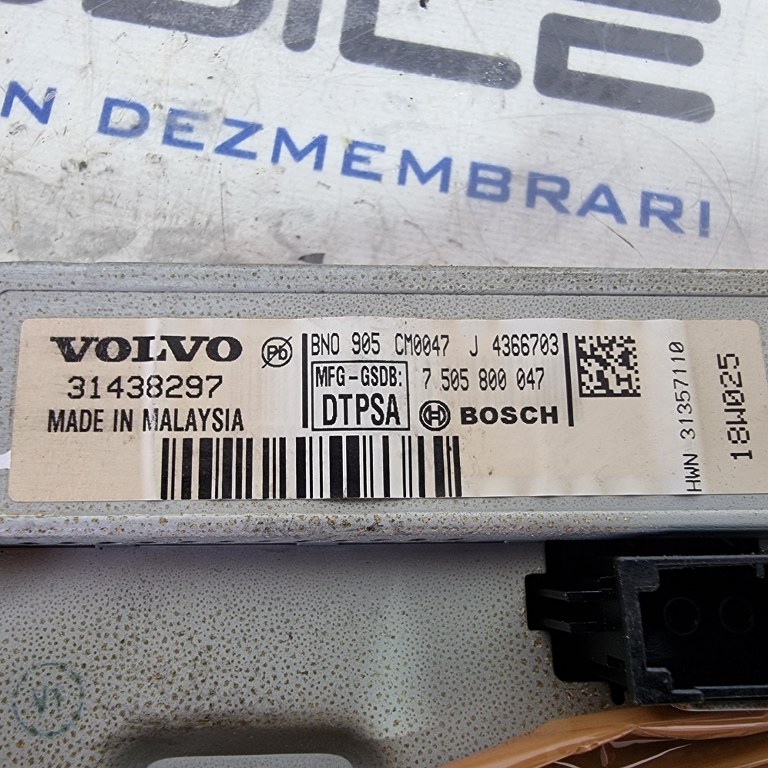 N DEZMEMBRARI
VOLVO
31438297
MADE IN MALAYSIA
Pb
BNO 905 CM0047 J 4366703
MFG-GSDB:
DTPSA
7 505 800 047
BOSCH
HWN 31357110
18W025